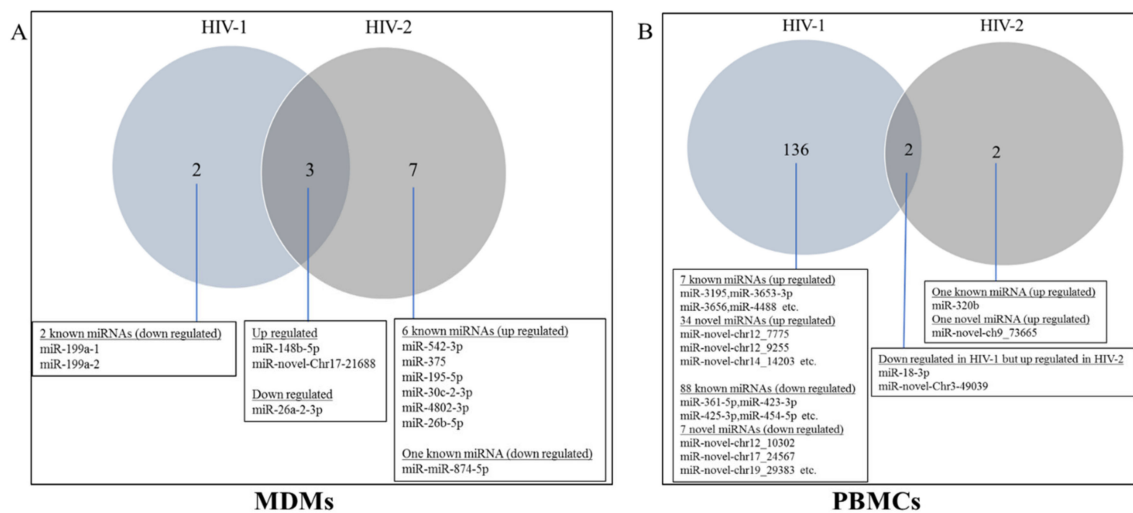 A
HIV-1
HIV-2
2
3
7
2 known miRNAs (down regulated)
miR-199a-1
miR-199a-2
Up regulated
miR-148b-5p
miR-novel-Chr17-21688
Down regulated
miR-26a-2-3p
6 known miRNAs (up regulated)
miR-542-3p
miR-375
miR-195-5p
miR-30c-2-3p
miR-4802-3p
miR-26b-5p
One known miRNA (down regulated)
miR-miR-874-5p
MDMs
B
HIV-1
HIV-2
136
2
2
7 known miRNAs (up regulated)
miR-3195,miR-3653-3p
miR-3656,miR-4488 etc.
34 novel miRNAs (up regulated)
miR-novel-chr12_7775
miR-novel-chr12_9255
miR-novel-chr14_14203 etc.
88 known miRNAs (down regulated)
miR-361-5p,miR-423-3p
miR-425-3p,miR-454-5p etc.
7 novel miRNAs (down regulated)
miR-novel-chr12_10302
miR-novel-chr17_24567
miR-novel-chr19_29383 etc.
One known miRNA (up regulated)
miR-320b
One novel miRNA (up regulated)
miR-novel-ch9_73665
Down regulated in HIV-1 but up regulated in HIV-2
miR-18-3p
miR-novel-Chr3-49039
PBMCs